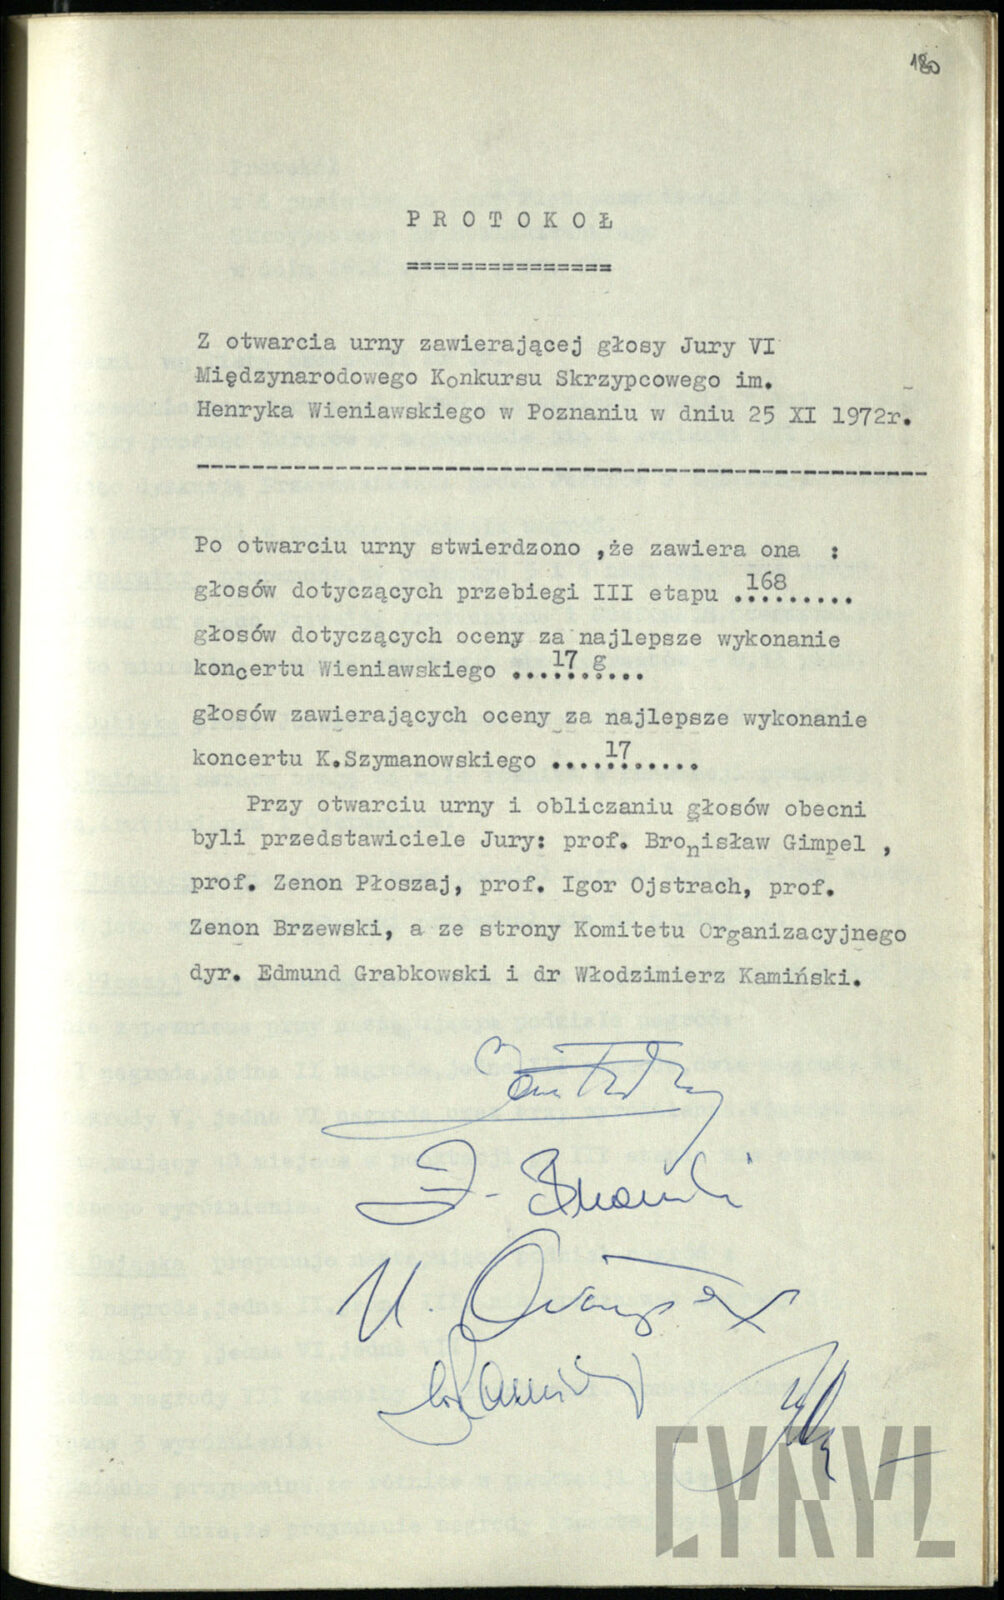 180
P R O T O K O Ł
===============
Z otwarcia urny zawierającej głosy Jury VI
Międzynarodowego Konkursu Skrzypcowego im.
Henryka Wieniawskiego w Poznaniu w dniu 25 XI 1972r.
Po otwarciu urny stwierdzono ,że zawiera ona :
głosów dotyczących przebiegi III etapu ..168.....
głosów dotyczących oceny za najlepsze wykonanie
koncertu Wieniawskiego ....17 g....
głosów zawierających oceny za najlepsze wykonanie
koncertu K.Szymanowskiego ....17.....
Przy otwarciu urny i obliczaniu głosów obecni
byli przedstawiciele Jury: prof. Bronisław Gimpel ,
prof. Zenon Płoszaj, prof. Igor Ojstrach, prof.
Zenon Brzewski, a ze strony Komitetu Organizacyjnego
dyr. Edmund Grabkowski i dr Włodzimierz Kamiński.
CYRYL